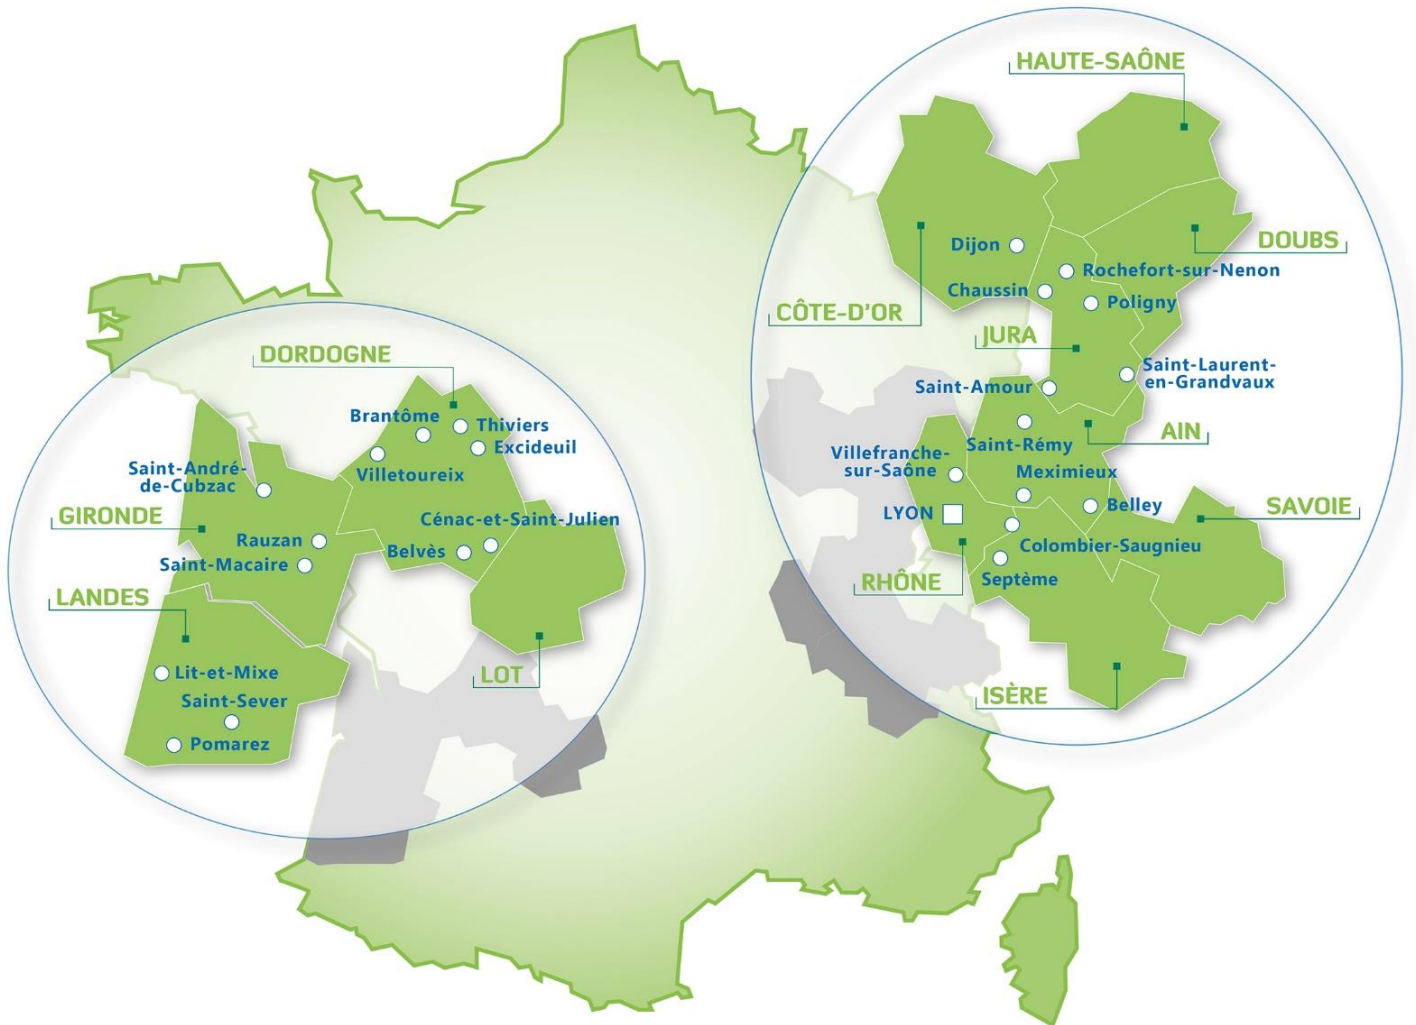 HAUTE-SAÔNE
DOUBS
Dijon
Rochefort-sur-Nenon
Chaussin
Poligny
CÔTE-D'OR
JURA
Saint-Laurent-
en-Grandvaux
Saint-Amour
AIN
Saint-Rémy
Villefranche-
sur-Saône
Meximieux
LYON
Belley
SAVOIE
Colombier-Saugnieu
Septème
RHÔNE
ISÈRE
DORDOGNE
Brantôme
Thiviers
Excideuil
Villetoureix
Saint-André-
de-Cubzac
GIRONDE
Cénac-et-Saint-Julien
Rauzan
Belvès
Saint-Macaire
LANDES
LOT
Lit-et-Mixe
Saint-Sever
Pomarez